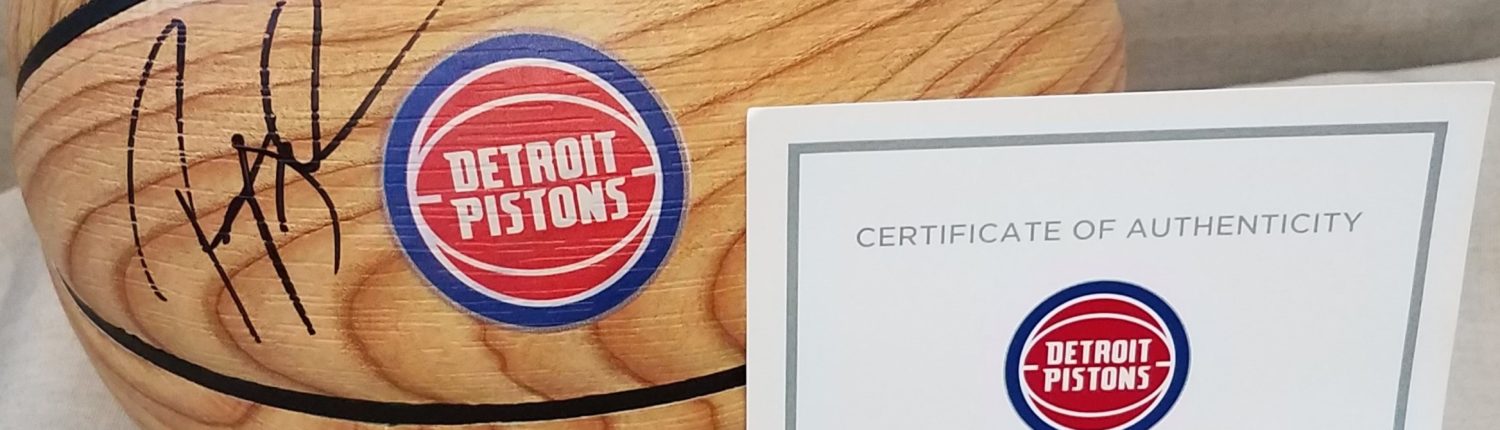 DETROIT
PISTONS
CERTIFICATE OF AUTHENTICITY
DETROIT
PISTONS